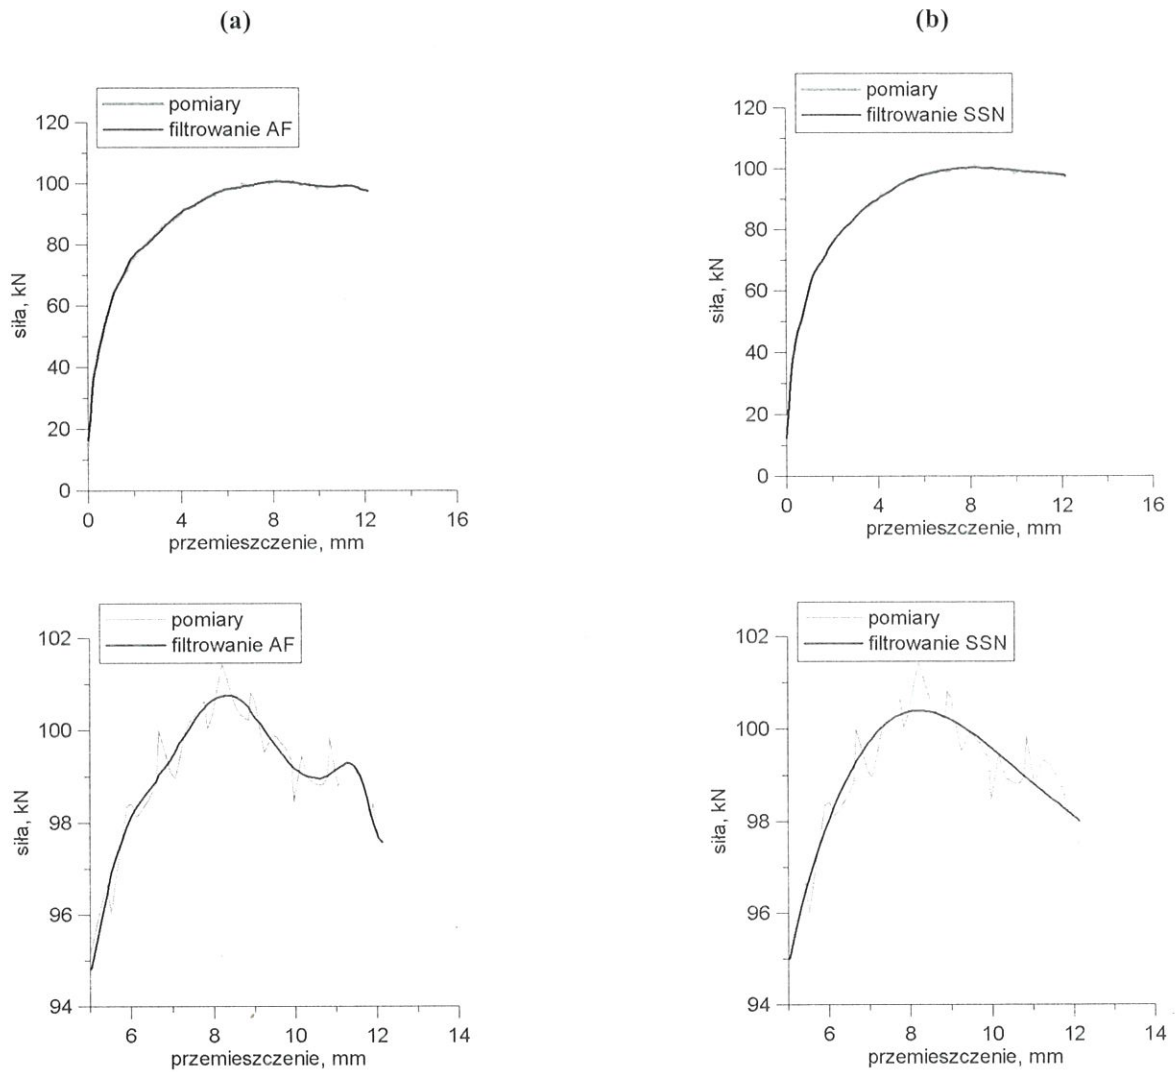 (a)
(b)
pomiary
filtrowanie AF
120
100
80
60
40
20
0
siła, kN
0 4 8 12 16
przemieszczenie, mm
pomiary
filtrowanie SSN
120
100
80
60
40
20
0
siła, kN
0 4 8 12 16
przemieszczenie, mm
pomiary
filtrowanie AF
102
100
98
96
94
siła, kN
6 8 10 12 14
przemieszczenie, mm
pomiary
filtrowanie SSN
102
100
98
96
94
siła, kN
6 8 10 12 14
przemieszczenie, mm